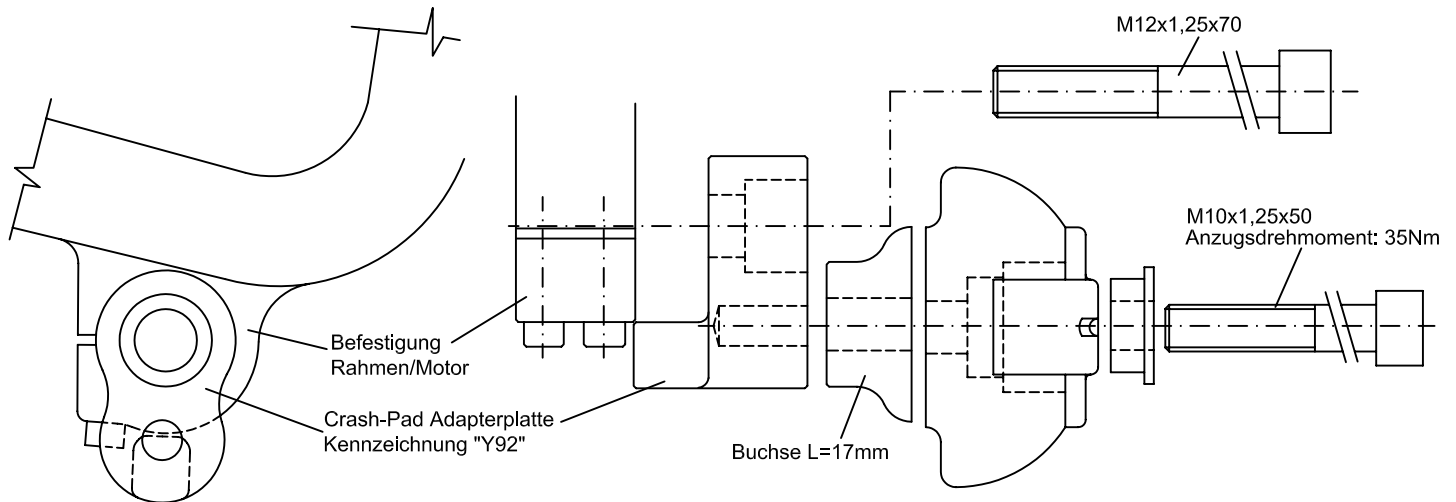 M12x1,25x70
M10x1,25x50
Anzugsdrehmoment: 35Nm
Befestigung
Rahmen/Motor
Crash-Pad Adapterplatte
Kennzeichnung "Y92"
Buchse L=17mm